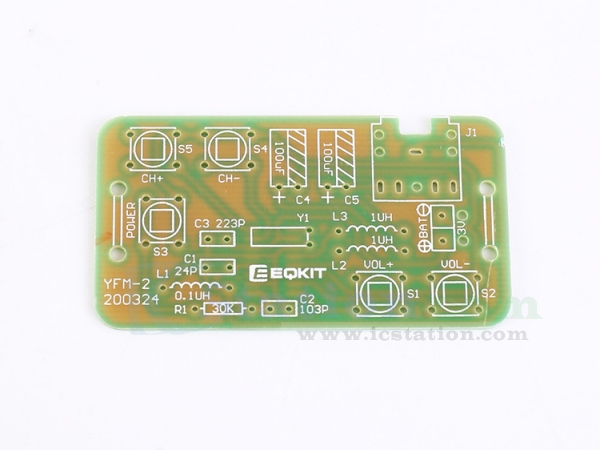 J1
S5
S4
CH+
CH-
100uF
100uF
+
C4
+
C5
POWER
S3
C3 223P
Y1
L3
1UH
1UH
L2
BAT
3V
C1
24P
EQKIT
VOL+
VOL-
S1
S2
YFM-2
200324
L1
0.1UH
R1
30K
C2
103P
www.icstation.com